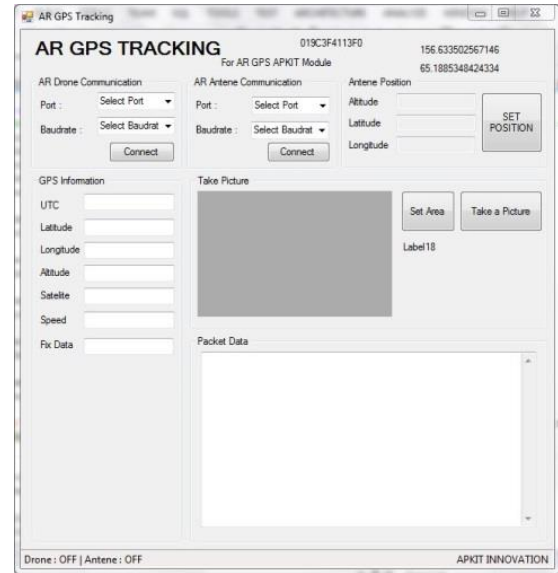 AR GPS Tracking
AR GPS TRACKING
019C3F4113F0
156.633502567146
For AR GPS APKIT Module
65.1885348424334
AR Drone Communication
Port :
Select Port
Baudrate :
Select Baudrat
Connect
AR Antene Communication
Port :
Select Port
Baudrate :
Select Baudrat
Connect
Antene Position
Altitude
Latitude
Longtude
SET
POSITION
GPS Information
UTC
Latitude
Longitude
Altitude
Satelite
Speed
Fix Data
Take Picture
Set Area
Take a Picture
Label18
Packet Data
Drone : OFF | Antene : OFF
APKIT INNOVATION